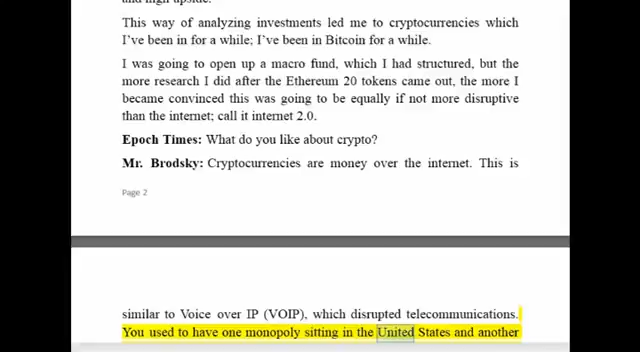 and high upside.
This way of analyzing investments led me to cryptocurrencies which
I've been in for a while; I've been in Bitcoin for a while.
I was going to open up a macro fund, which I had structured, but the
more research I did after the Ethereum 20 tokens came out, the more I
became convinced this was going to be equally if not more disruptive
than the internet; call it internet 2.0.
Epoch Times: What do you like about crypto?
Mr. Brodsky: Cryptocurrencies are money over the internet. This is
Page 2
similar to Voice over IP (VOIP), which disrupted telecommunications.
You used to have one monopoly sitting in the United States and another